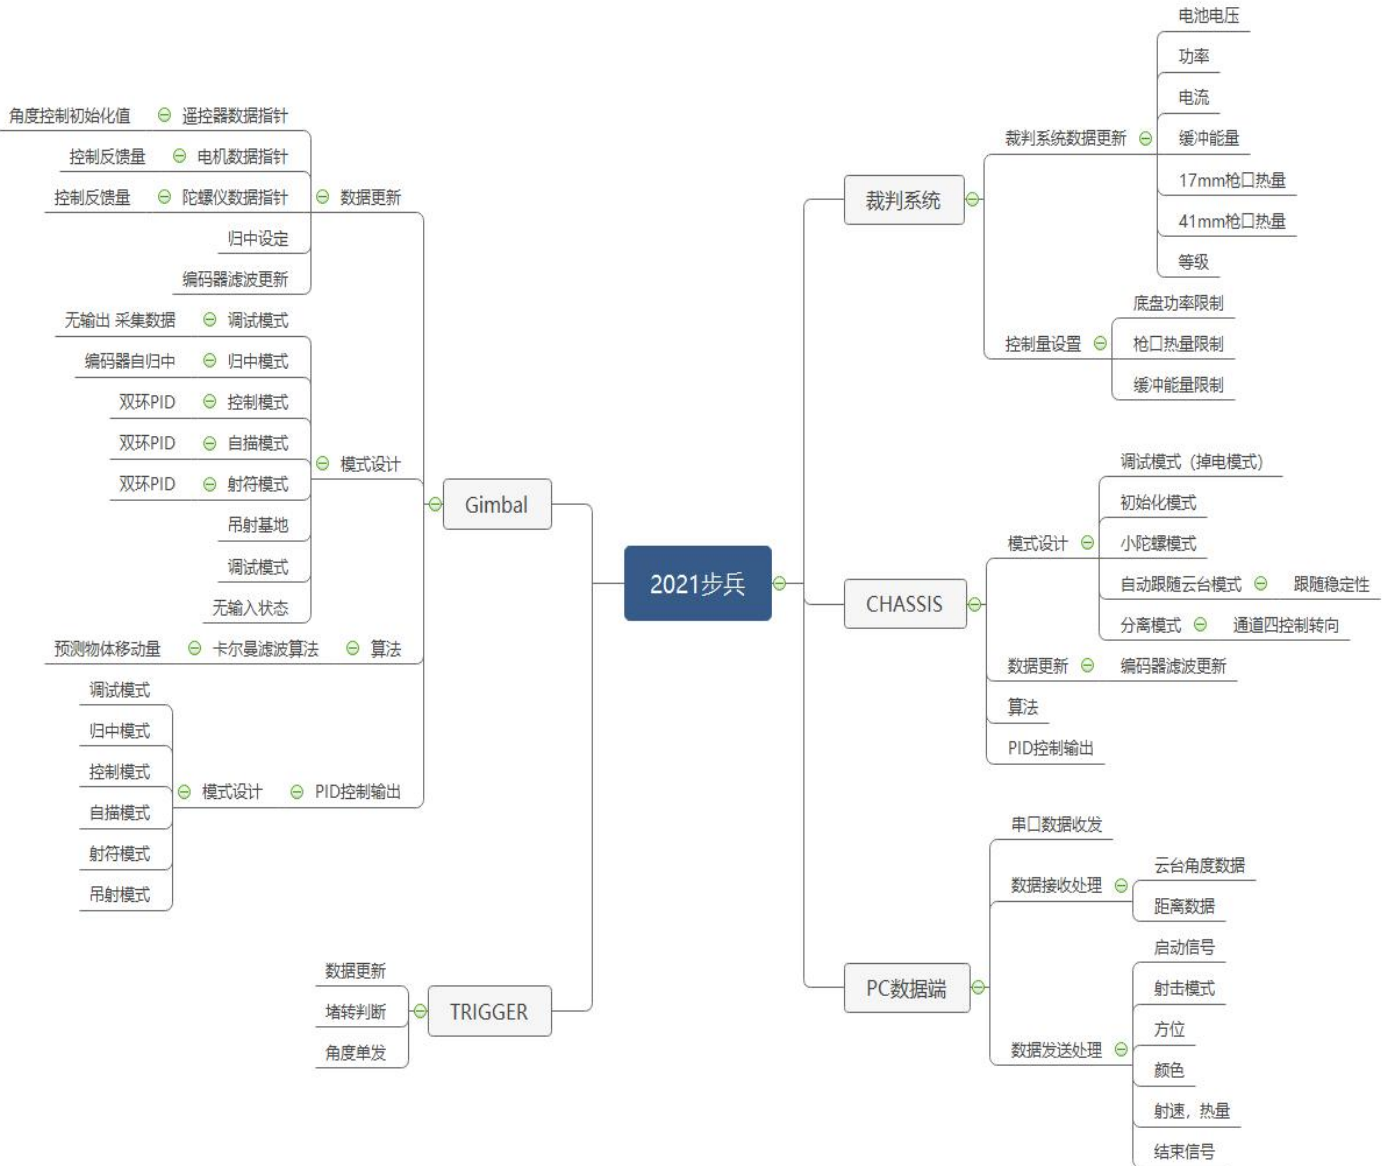 2021步兵
Gimbal
数据更新
遥控器数据指针
角度控制初始化值
电机数据指针
控制反馈量
陀螺仪数据指针
控制反馈量
归中设定
编码器滤波更新
模式设计
调试模式
无输出 采集数据
归中模式
编码器自归中
控制模式
双环PID
自描模式
双环PID
射符模式
双环PID
吊射基地
调试模式
无输入状态
算法
卡尔曼滤波算法
预测物体移动量
PID控制输出
模式设计
调试模式
归中模式
控制模式
自描模式
射符模式
吊射模式
TRIGGER
数据更新
堵转判断
角度单发
裁判系统
裁判系统数据更新
电池电压
功率
电流
缓冲能量
17mm枪口热量
41mm枪口热量
等级
控制量设置
底盘功率限制
枪口热量限制
缓冲能量限制
CHASSIS
模式设计
调试模式（掉电模式）
初始化模式
小陀螺模式
自动跟随云台模式
跟随稳定性
分离模式
通道四控制转向
数据更新
编码器滤波更新
算法
PID控制输出
PC数据端
串口数据收发
数据接收处理
云台角度数据
距离数据
数据发送处理
启动信号
射击模式
方位
颜色
射速，热量
结束信号